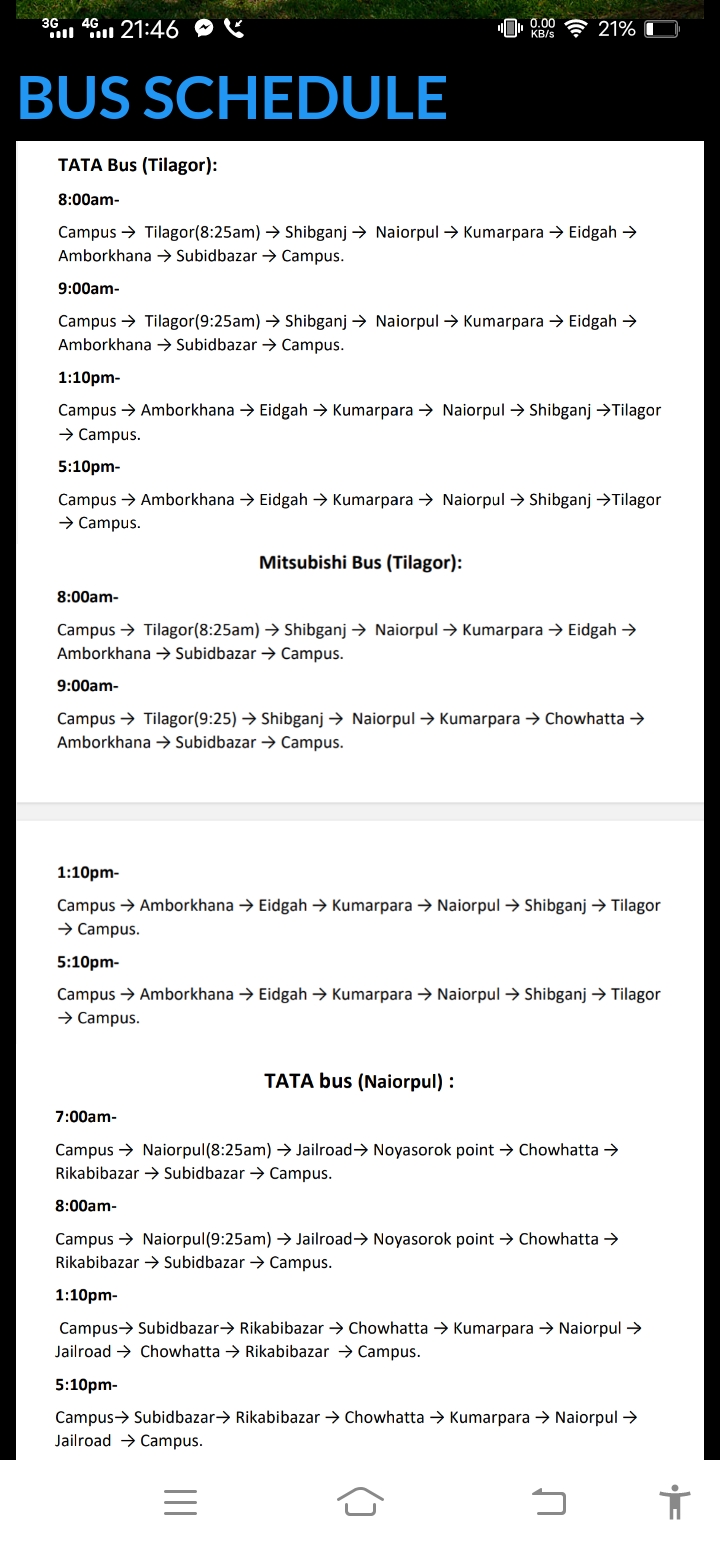 3G 4G 21:46 0.00 KB/s 21%
BUS SCHEDULE
TATA Bus (Tilagor):
8:00am-
Campus → Tilagor(8:25am) → Shibganj → Naiorpul → Kumarpara → Eidgah →
Amborkhana → Subidbazar → Campus.
9:00am-
Campus → Tilagor(9:25am) → Shibganj → Naiorpul → Kumarpara → Eidgah →
Amborkhana → Subidbazar → Campus.
1:10pm-
Campus → Amborkhana → Eidgah → Kumarpara → Naiorpul → Shibganj →Tilagor
→ Campus.
5:10pm-
Campus → Amborkhana → Eidgah → Kumarpara → Naiorpul → Shibganj →Tilagor
→ Campus.
Mitsubishi Bus (Tilagor):
8:00am-
Campus → Tilagor(8:25am) → Shibganj → Naiorpul → Kumarpara → Eidgah →
Amborkhana → Subidbazar → Campus.
9:00am-
Campus → Tilagor(9:25) → Shibganj → Naiorpul → Kumarpara → Chowhatta →
Amborkhana → Subidbazar → Campus.
1:10pm-
Campus → Amborkhana → Eidgah → Kumarpara → Naiorpul → Shibganj → Tilagor
→ Campus.
5:10pm-
Campus → Amborkhana → Eidgah → Kumarpara → Naiorpul → Shibganj → Tilagor
→ Campus.
TATA bus (Naiorpul) :
7:00am-
Campus → Naiorpul(8:25am) → Jailroad→ Noyasorok point → Chowhatta →
Rikabibazar → Subidbazar → Campus.
8:00am-
Campus → Naiorpul(9:25am) → Jailroad→ Noyasorok point → Chowhatta →
Rikabibazar → Subidbazar → Campus.
1:10pm-
Campus→ Subidbazar→ Rikabibazar → Chowhatta → Kumarpara → Naiorpul →
Jailroad → Chowhatta → Rikabibazar → Campus.
5:10pm-
Campus→ Subidbazar→ Rikabibazar → Chowhatta → Kumarpara → Naiorpul →
Jailroad → Campus.